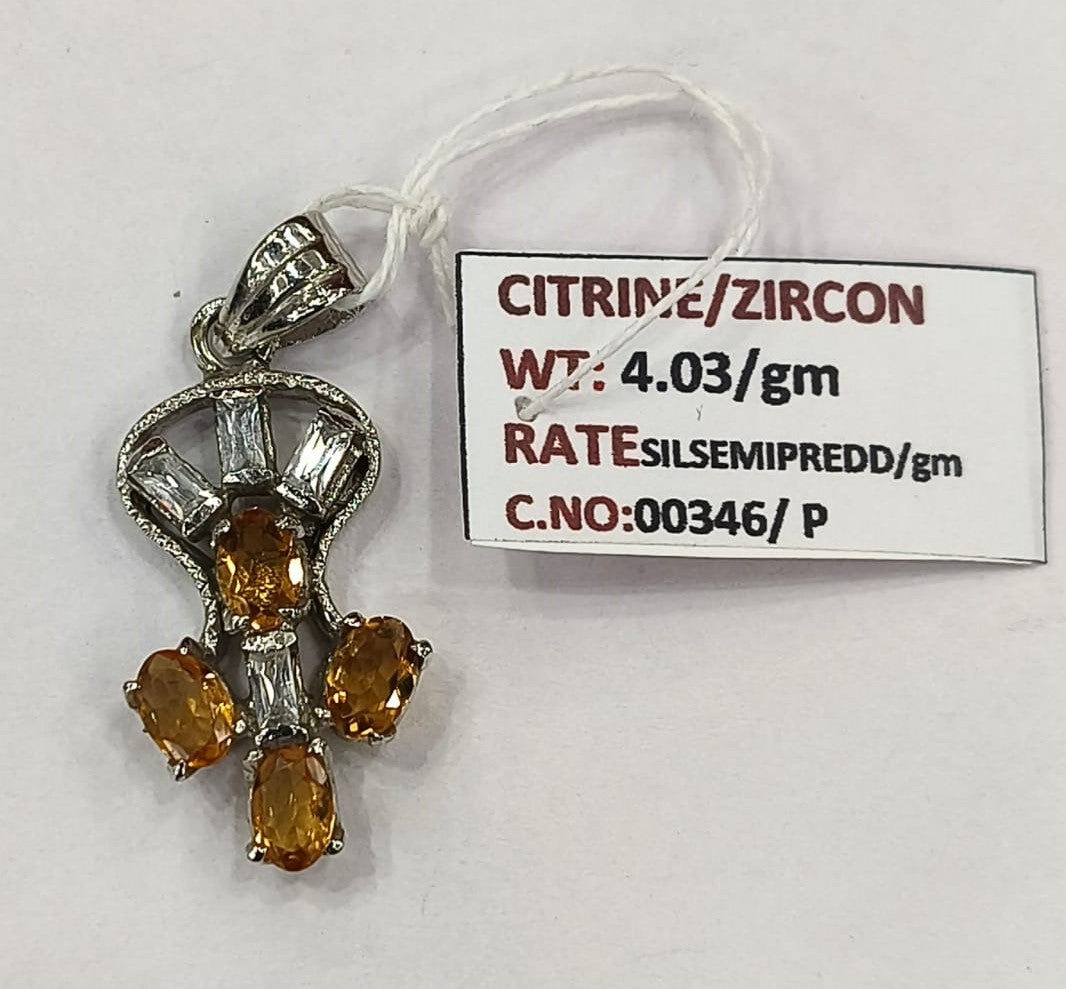 CITRINE/ZIRCON
WT: 4.03/gm
RATESILSEMIPREDD/gm
C.NO:00346/ P